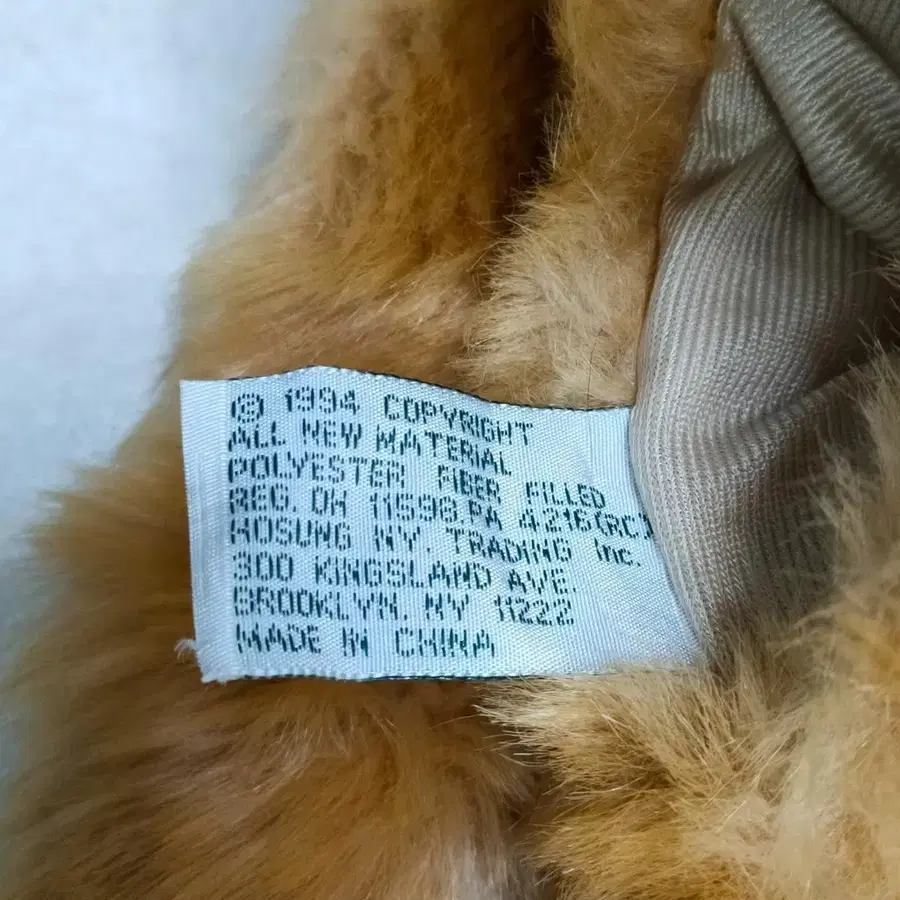 © 1994 COPYRIGHT
ALL NEW MATERIAL
POLYESTER FIBER FILLED
REG. OH 11598. PA 4216(RC)
HOSUNG NY. TRADING Inc.
300 KINGSLAND AVE
BROOKLYN. NY 11222
MADE IN CHINA